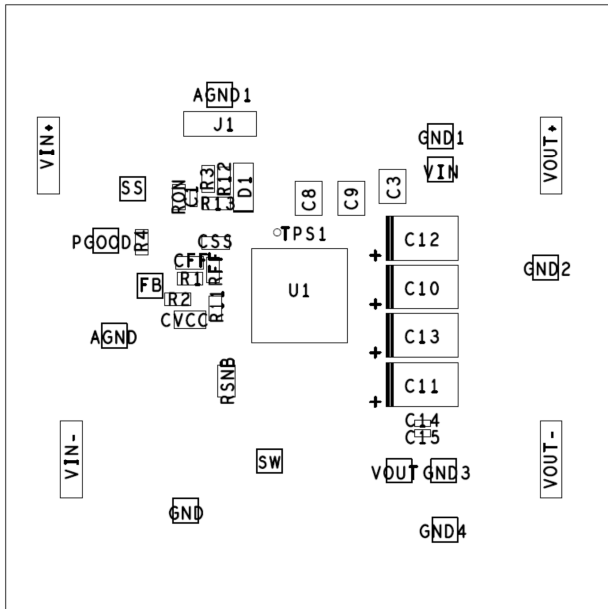 AGND1
J1
VIN+
GND1
VOUT+
VIN
SS
RON
C1
R3
R12
R13
D1
C8
C9
C3
PGOOD
R4
CSS
TPS1
C12
CFF
RFF
GND2
FB
R1
U1
C10
R2
R11
CVCC
AGND
C13
RSNB
C11
C14
C15
VIN-
SW
VOUT
GND3
VOUT-
GND
GND4
+
+
+
+